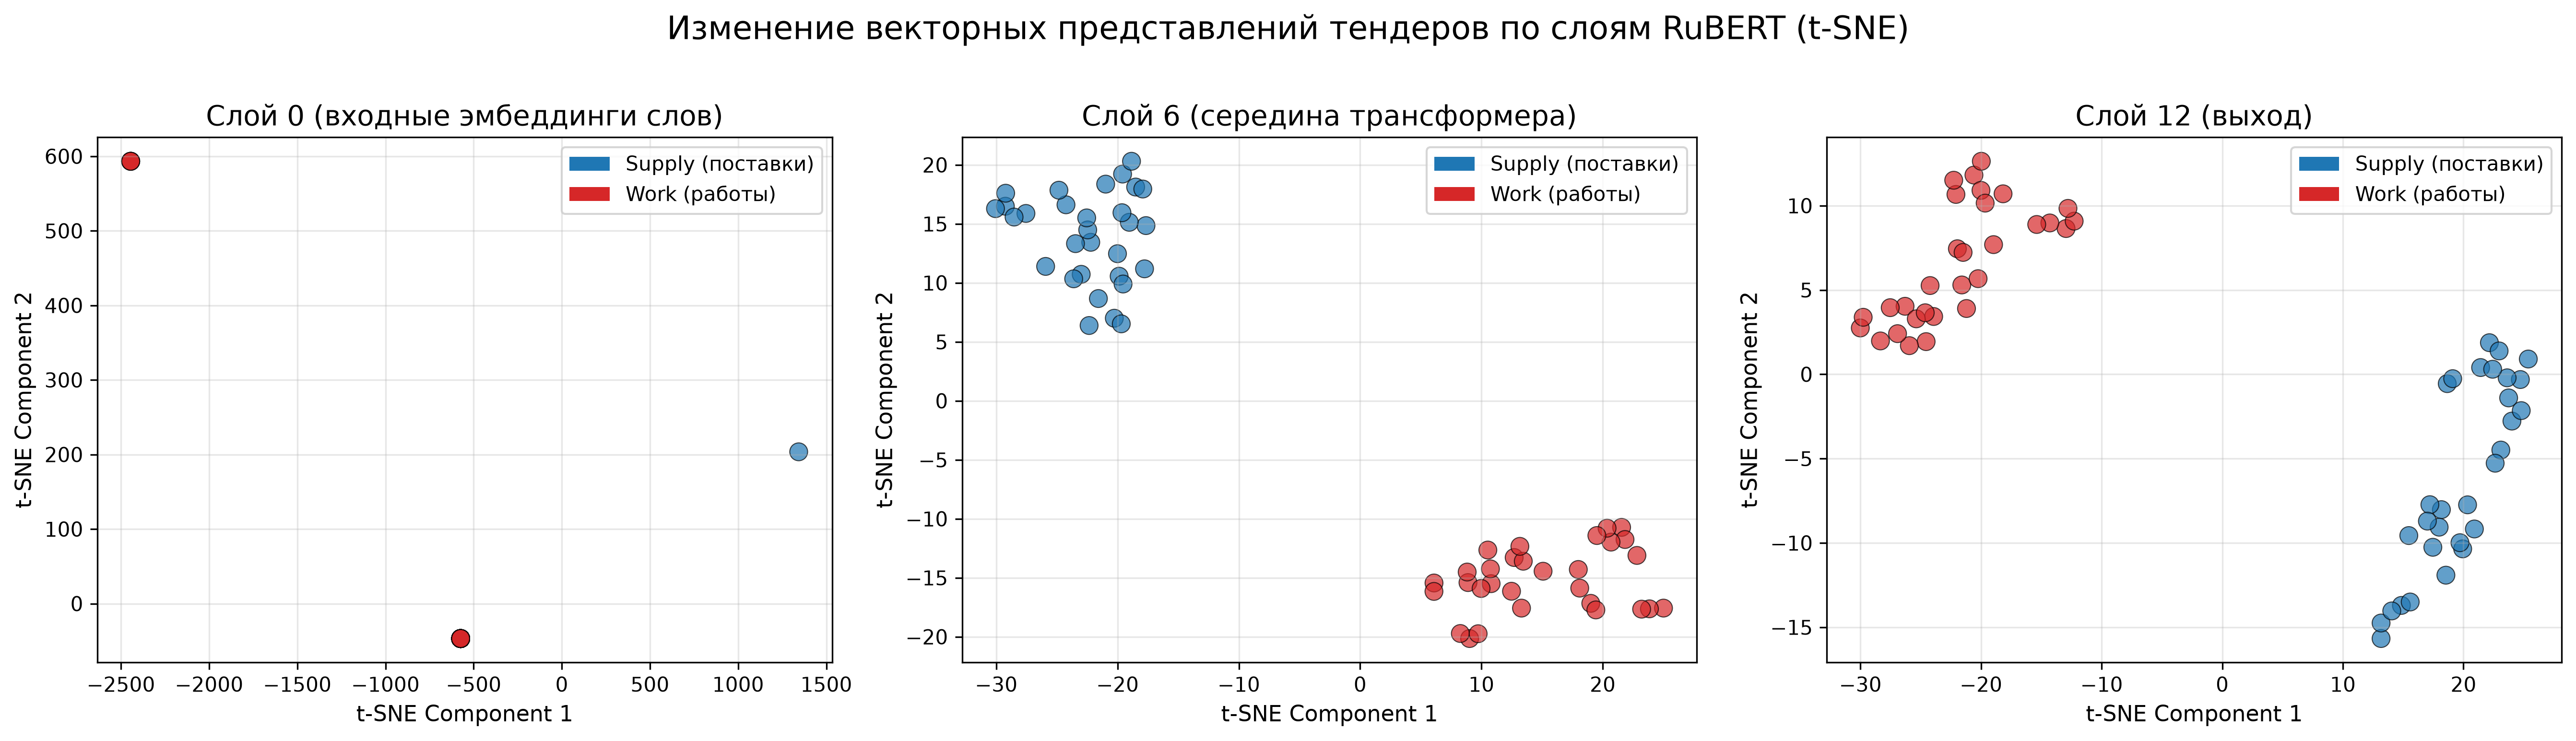 Изменение векторных представлений тендеров по слоям RuBERT (t-SNE)
Слой 0 (входные эмбеддинги слов)
Supply (поставки)
Work (работы)
600
500
400
300
200
100
0
t-SNE Component 2
−2500 −2000 −1500 −1000 −500 0 500 1000 1500
t-SNE Component 1
Слой 6 (середина трансформера)
Supply (поставки)
Work (работы)
20
15
10
5
0
−5
−10
−15
−20
t-SNE Component 2
−30 −20 −10 0 10 20
t-SNE Component 1
Слой 12 (выход)
Supply (поставки)
Work (работы)
10
5
0
−5
−10
−15
t-SNE Component 2
−30 −20 −10 0 10 20
t-SNE Component 1